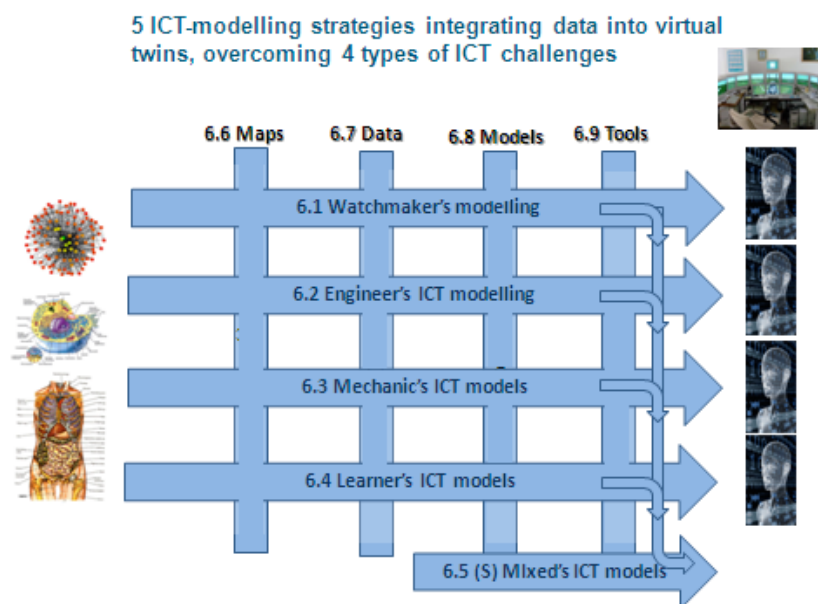 5 ICT-modelling strategies integrating data into virtual
twins, overcoming 4 types of ICT challenges
6.6 Maps 6.7 Data 6.8 Models 6.9 Tools
6.1 Watchmaker's modelling
6.2 Engineer's ICT modelling
6.3 Mechanic's ICT models
6.4 Learner's ICT models
6.5 (S) MIxed's ICT models